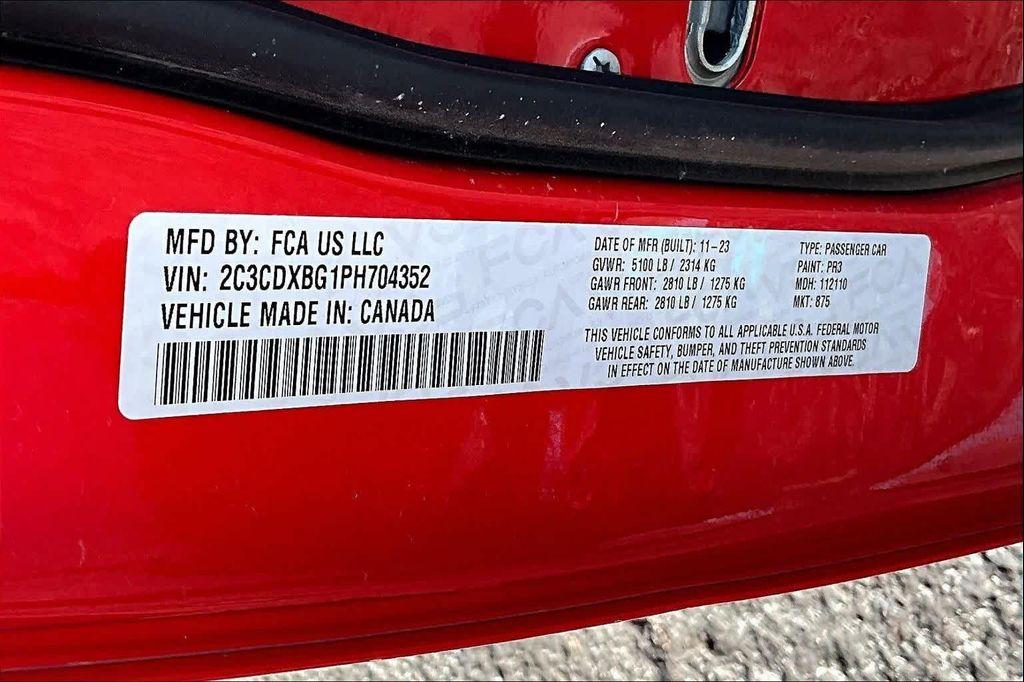 MFD BY: FCA US LLC
VIN: 2C3CDXBG1PH704352
VEHICLE MADE IN: CANADA
DATE OF MFR (BUILT): 11-23
GVWR: 5100 LB / 2314 KG
GAWR FRONT: 2810 LB / 1275 KG
GAWR REAR: 2810 LB / 1275 KG
TYPE: PASSENGER CAR
PAINT: PR3
MDH: 112110
MKT: 875
THIS VEHICLE CONFORMS TO ALL APPLICABLE U.S.A. FEDERAL MOTOR
VEHICLE SAFETY, BUMPER, AND THEFT PREVENTION STANDARDS
IN EFFECT ON THE DATE OF MANUFACTURE SHOWN ABOVE.